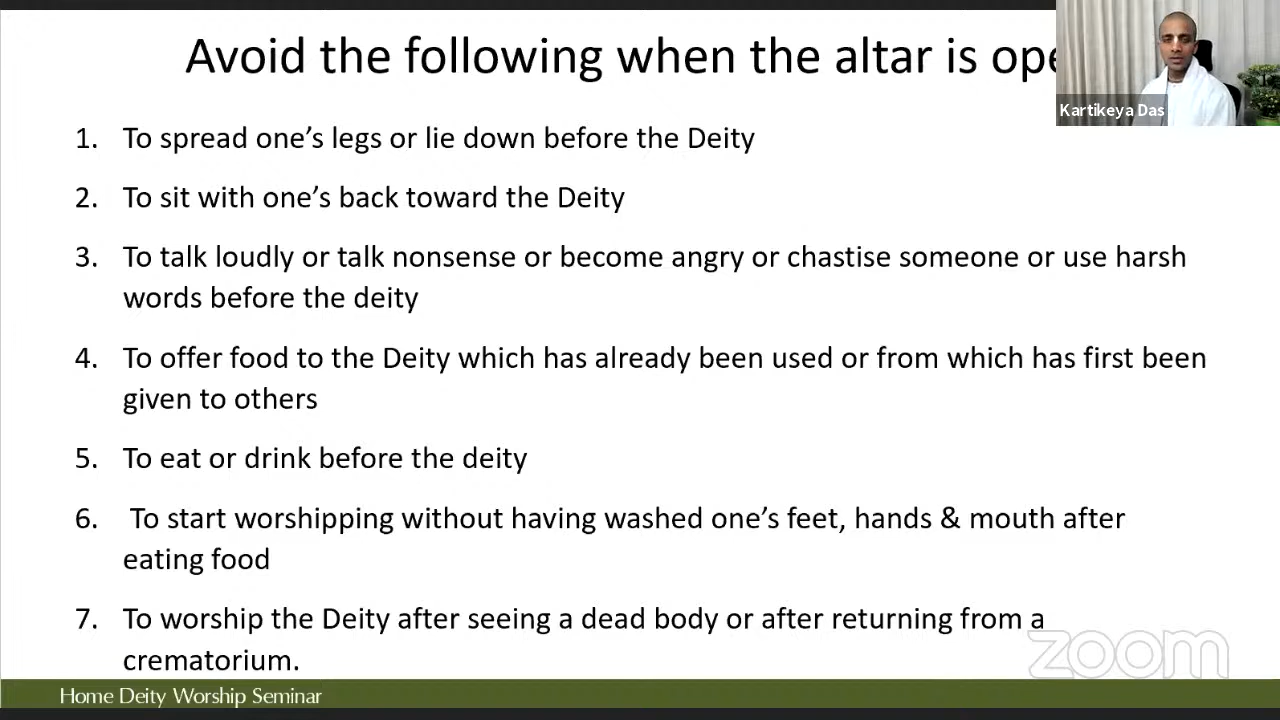 Avoid the following when the altar is
Kartikeya Das
1. To spread one’s legs or lie down before the Deity
2. To sit with one’s back toward the Deity
3. To talk loudly or talk nonsense or become angry or chastise someone or use harsh
words before the deity
4. To offer food to the Deity which has already been used or from which has first been
given to others
5. To eat or drink before the deity
6. To start worshipping without having washed one’s feet, hands & mouth after
eating food
7. To worship the Deity after seeing a dead body or after returning from a
crematorium.
zoom
Home Deity Worship Seminar